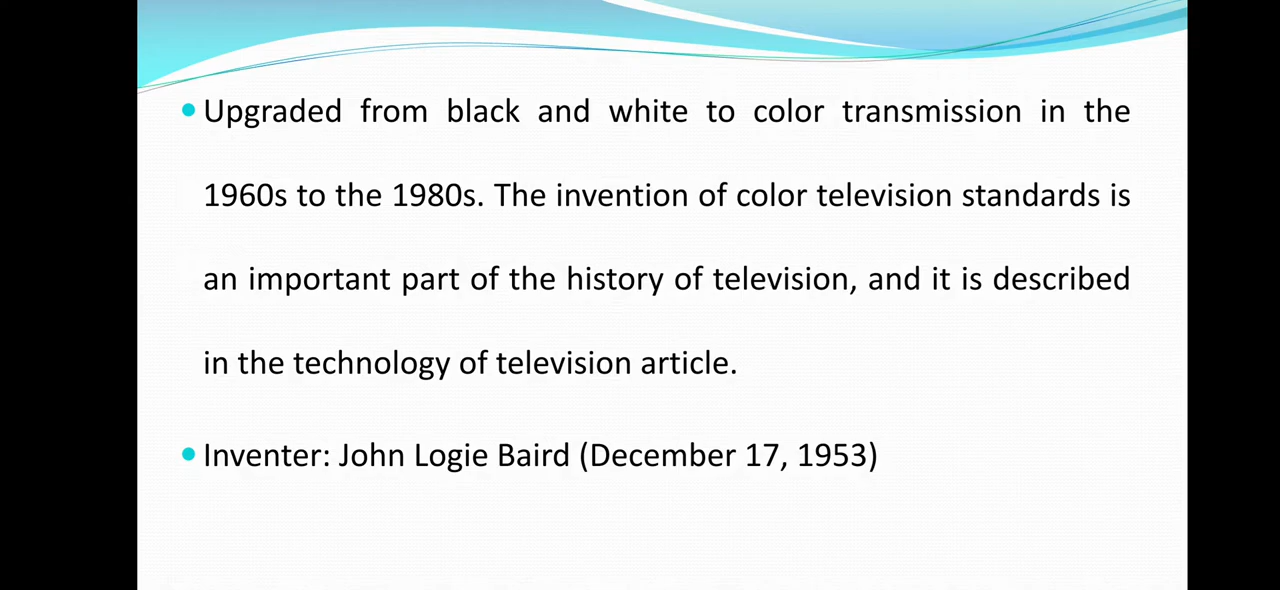 Upgraded from black and white to color transmission in the
1960s to the 1980s. The invention of color television standards is
an important part of the history of television, and it is described
in the technology of television article.
Inventer: John Logie Baird (December 17, 1953)